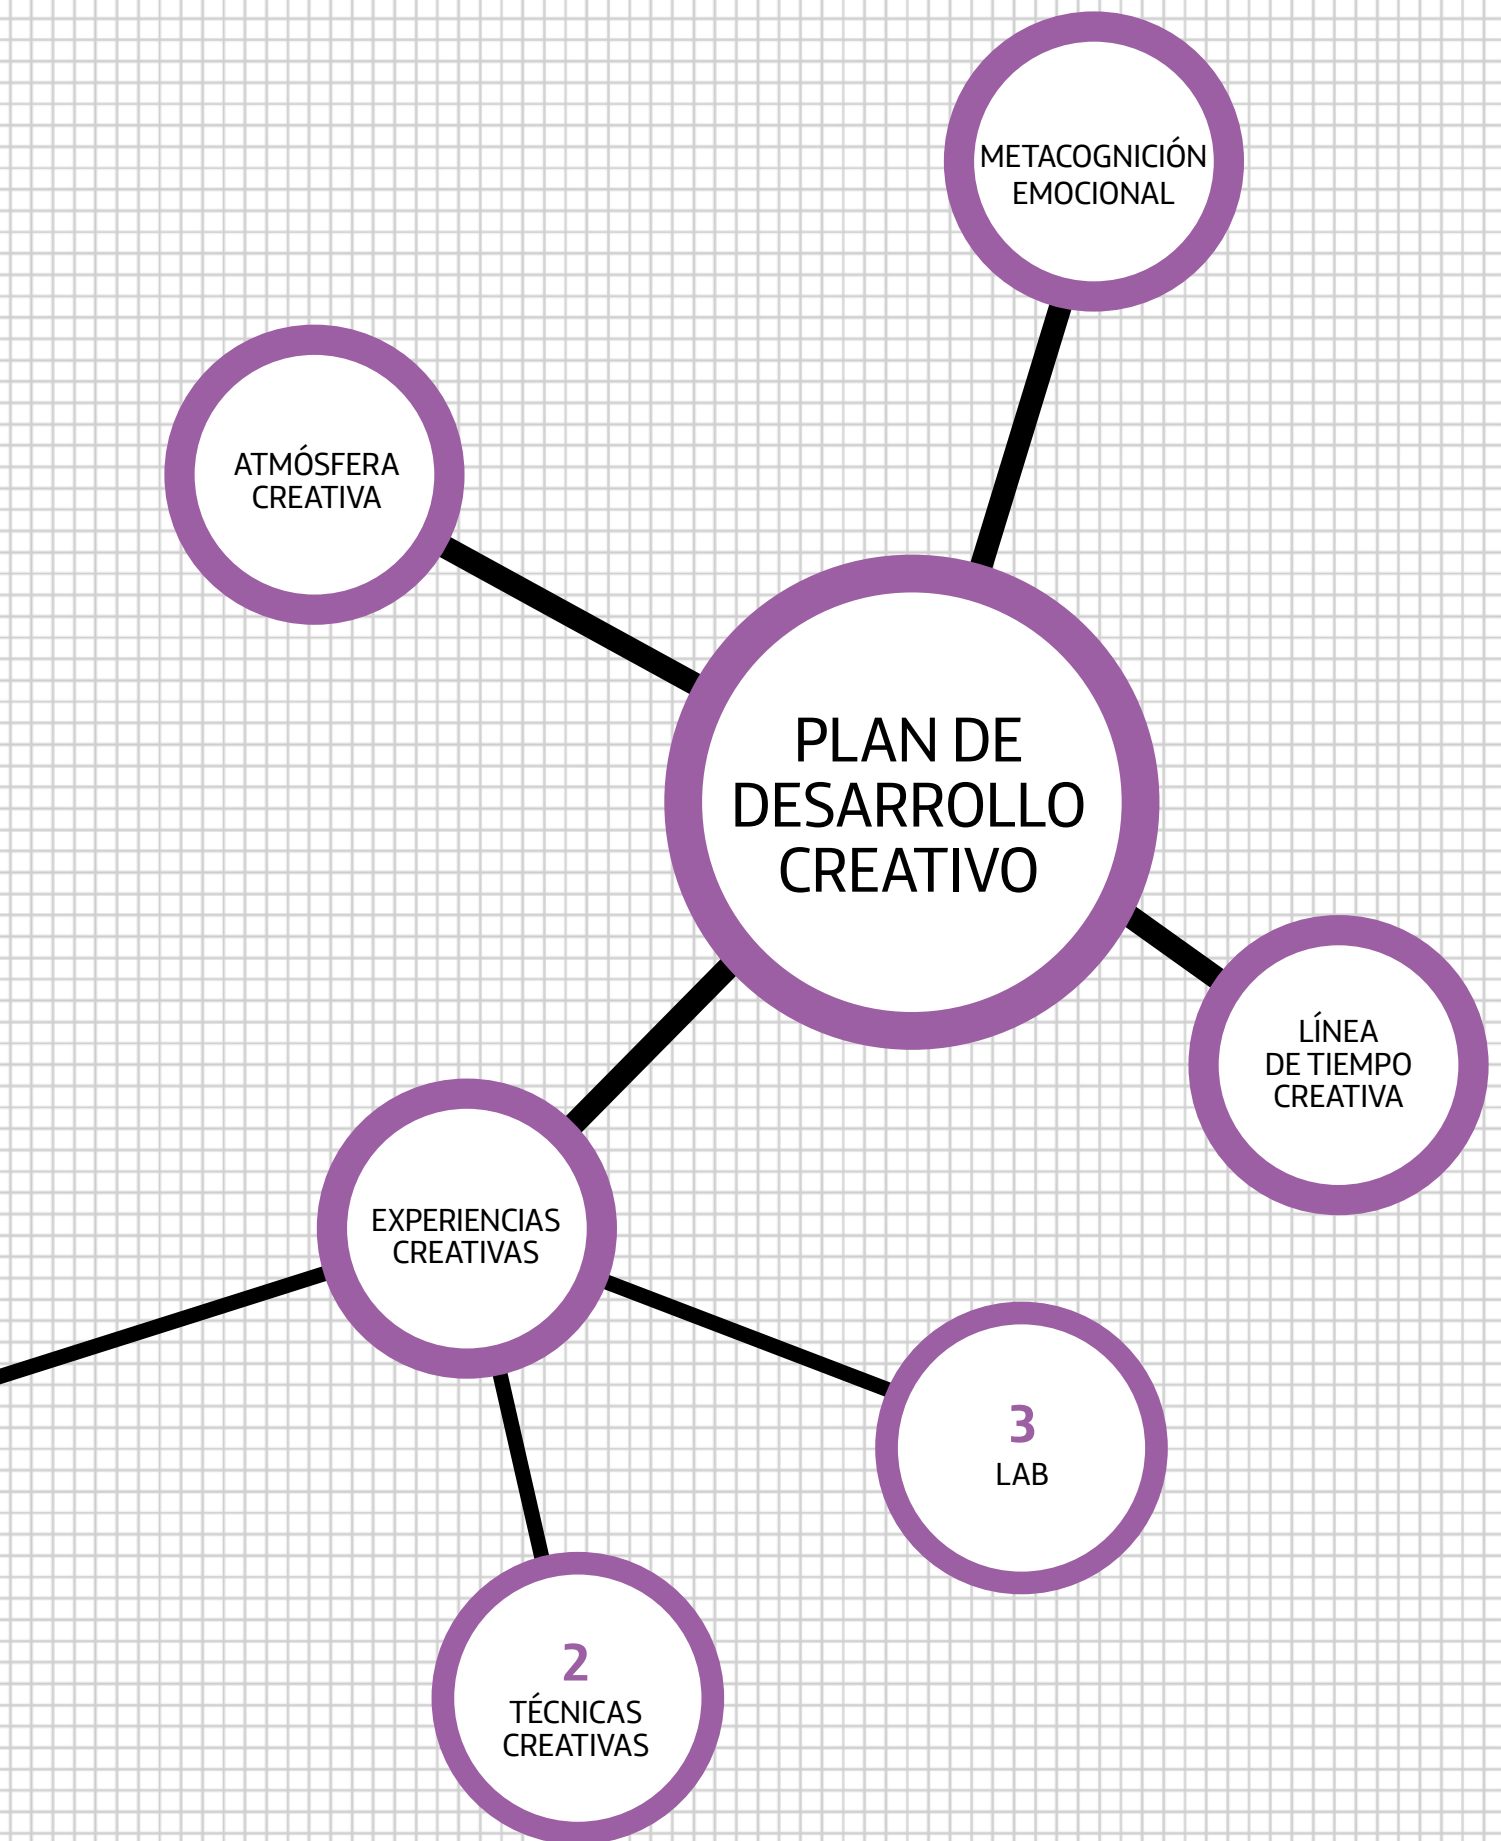 METACOGNICIÓN
EMOCIONAL
ATMÓSFERA
CREATIVA
PLAN DE
DESARROLLO
CREATIVO
LÍNEA
DE TIEMPO
CREATIVA
EXPERIENCIAS
CREATIVAS
3
LAB
2
TÉCNICAS
CREATIVAS